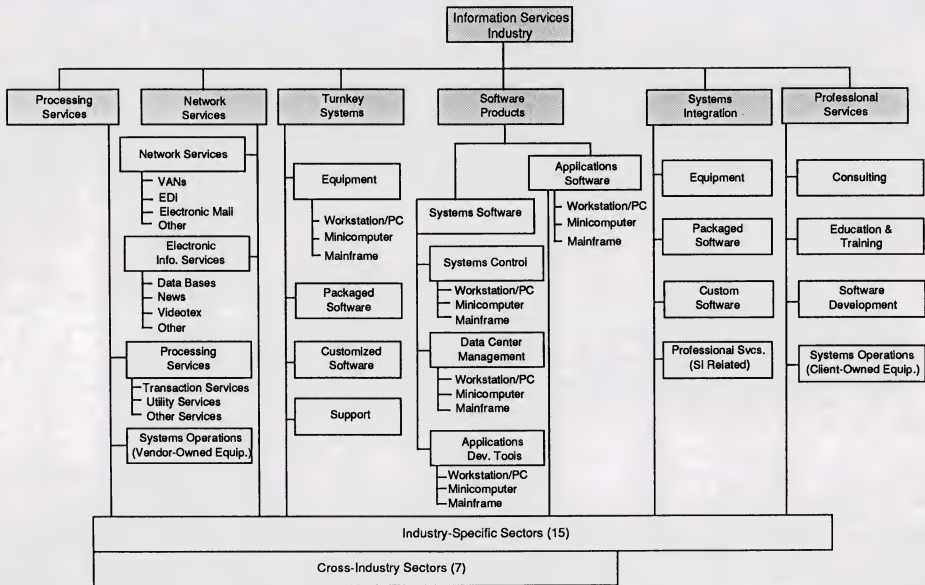 Information Services
Industry
Processing
Services
Network
Services
Turnkey
Systems
Software
Products
Systems
Integration
Professional
Services
Network Services
VANs
EDI
Electronic Mail
Other
Electronic
Info. Services
Data Bases
News
Videotex
Other
Processing
Services
Transaction Services
Utility Services
Other Services
Systems Operations
(Vendor-Owned Equip.)
Equipment
Workstation/PC
Minicomputer
Mainframe
Packaged
Software
Customized
Software
Support
Systems Software
Systems Control
Workstation/PC
Minicomputer
Mainframe
Data Center
Management
Workstation/PC
Minicomputer
Mainframe
Applications
Dev. Tools
Workstation/PC
Minicomputer
Mainframe
Applications
Software
Workstation/PC
Minicomputer
Mainframe
Equipment
Packaged
Software
Custom
Software
Professional Svcs.
(SI Related)
Consulting
Education &
Training
Software
Development
Systems Operations
(Client-Owned Equip.)
Industry-Specific Sectors (15)
Cross-Industry Sectors (7)